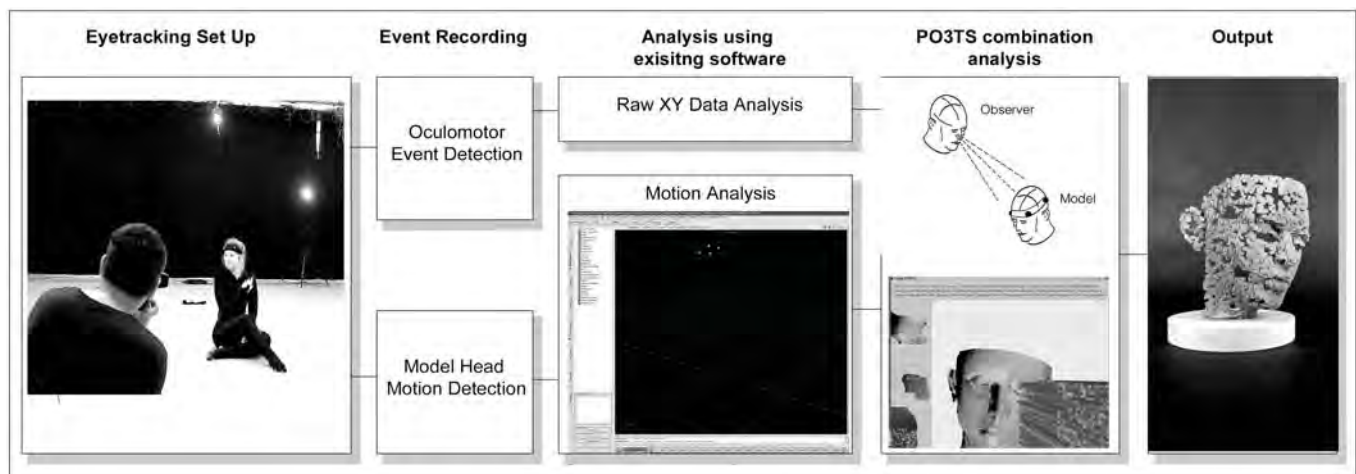 Eyetracking Set Up
Event Recording
Analysis using
exisitng software
PO3TS combination
analysis
Output
Oculomotor
Event Detection
Raw XY Data Analysis
Observer
Model
Motion Analysis
Model Head
Motion Detection